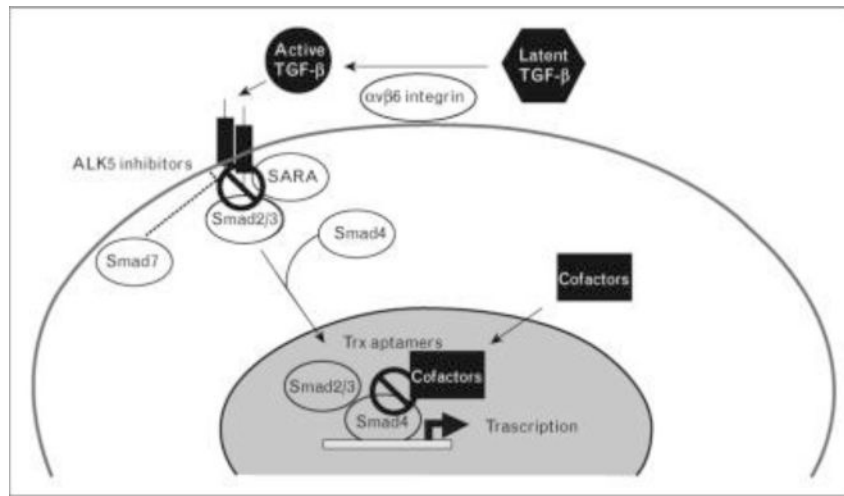 Active
TGF-β
Latent
TGF-β
αvβ6 integrin
ALK5 inhibitors
SARA
Smad2/3
Smad7
Smad4
Cofactors
Trx aptamers
Smad2/3
Cofactors
Smad4
Trascription